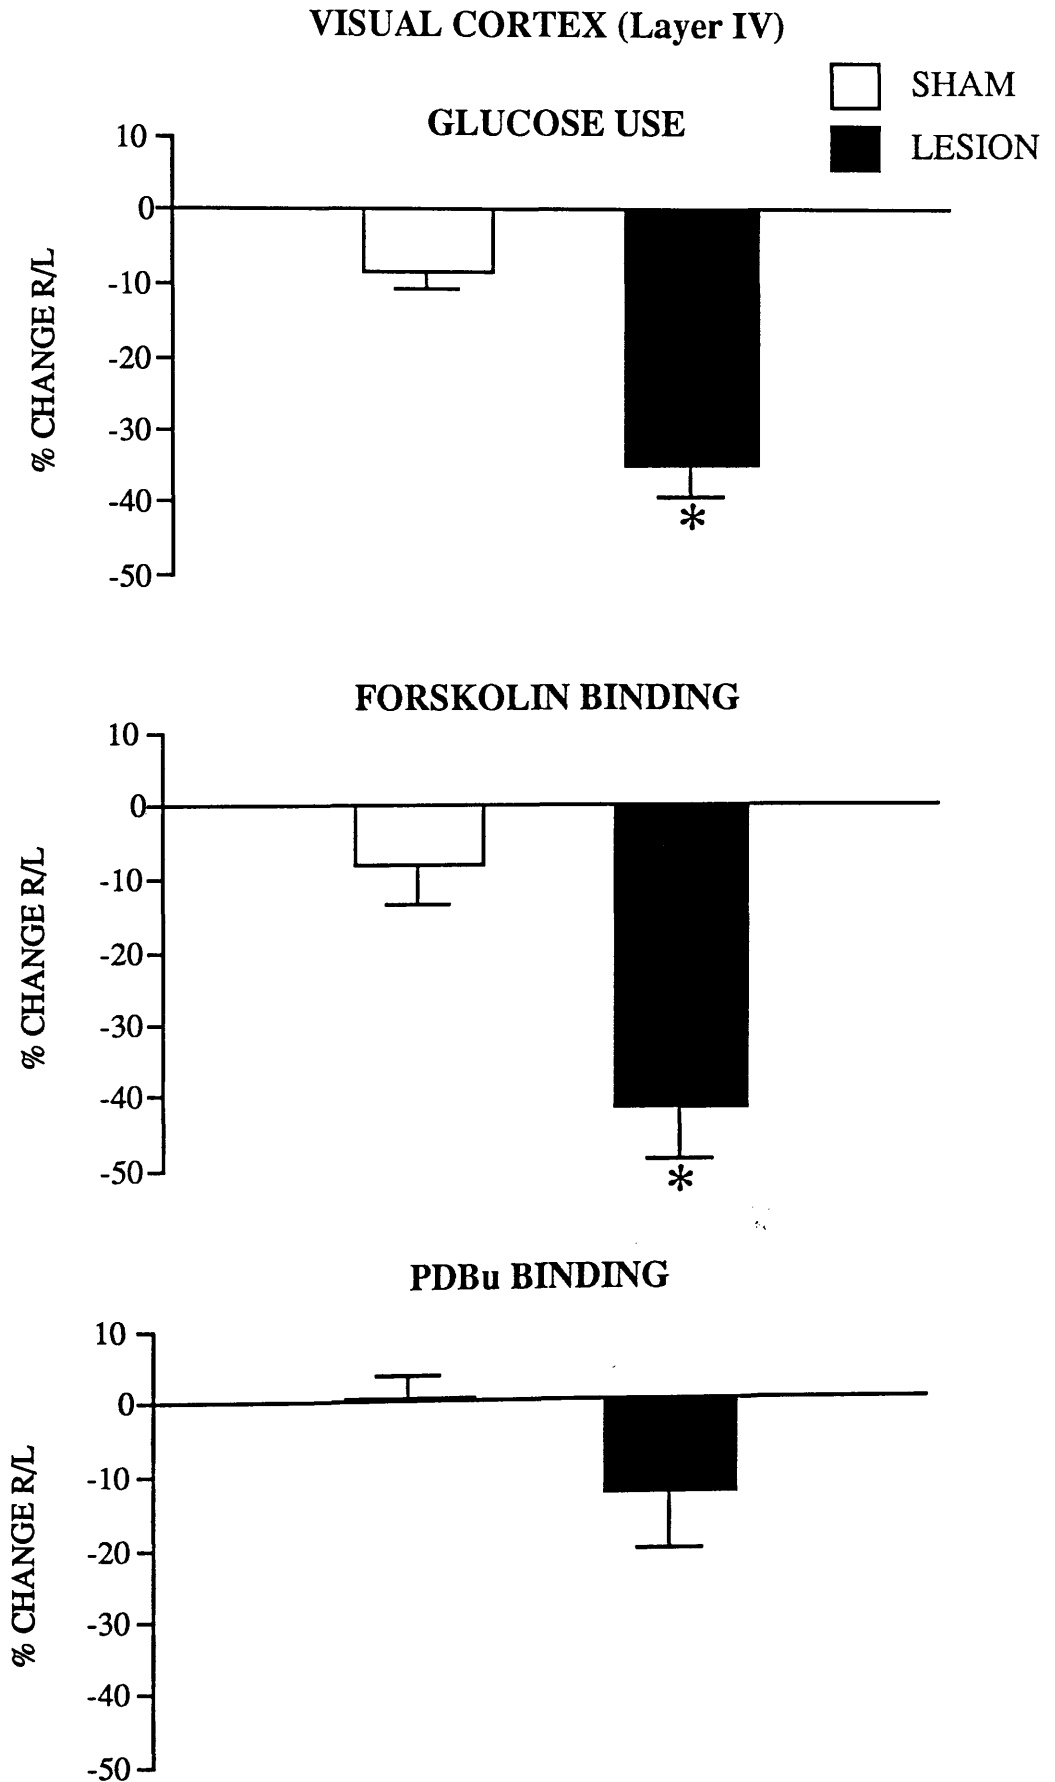 VISUAL CORTEX (Layer IV)
SHAM
LESION
GLUCOSE USE
10
0
-10
-20
-30
-40
-50
% CHANGE R/L
*
FORSKOLIN BINDING
10
0
-10
-20
-30
-40
-50
% CHANGE R/L
*
PDBu BINDING
10
0
-10
-20
-30
-40
-50
% CHANGE R/L